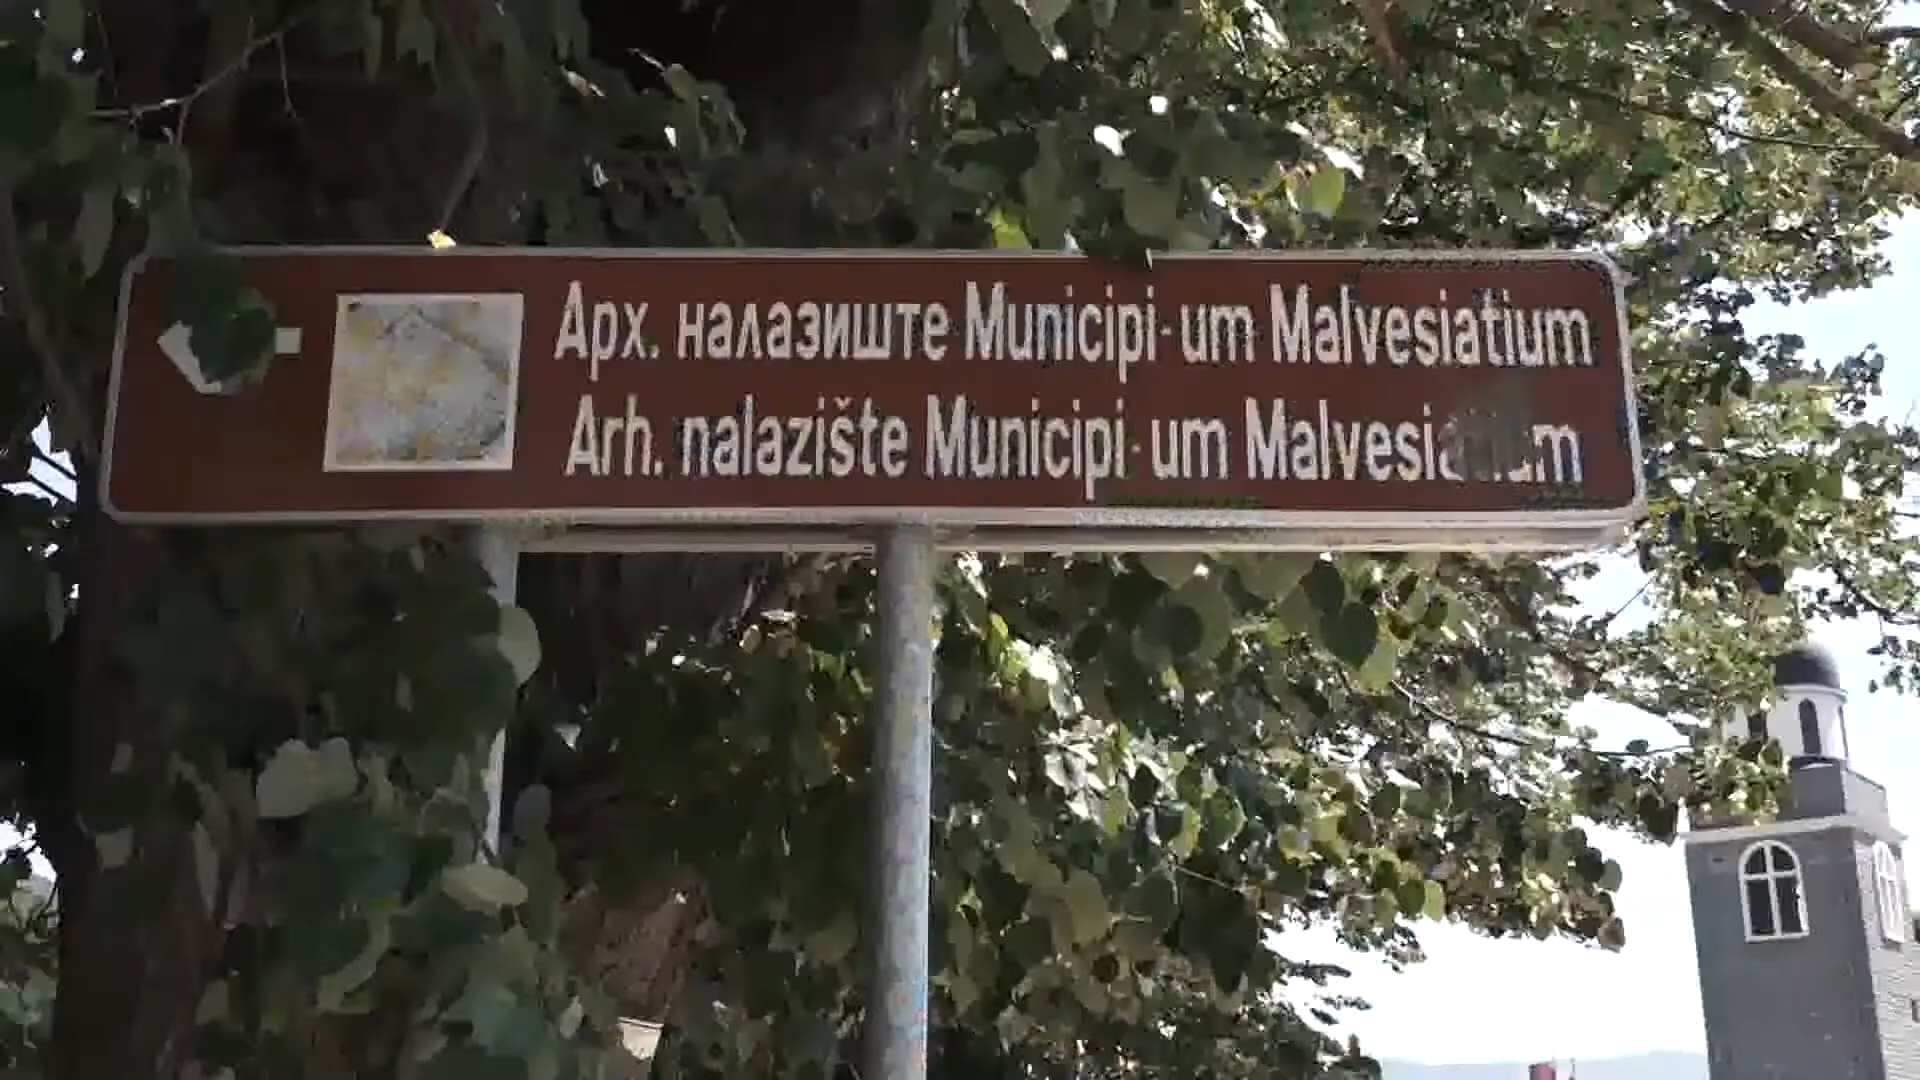 Арх. налазиште Municipi-um Malvesiatium
Arh. nalazište Municipi-um Malvesiatium